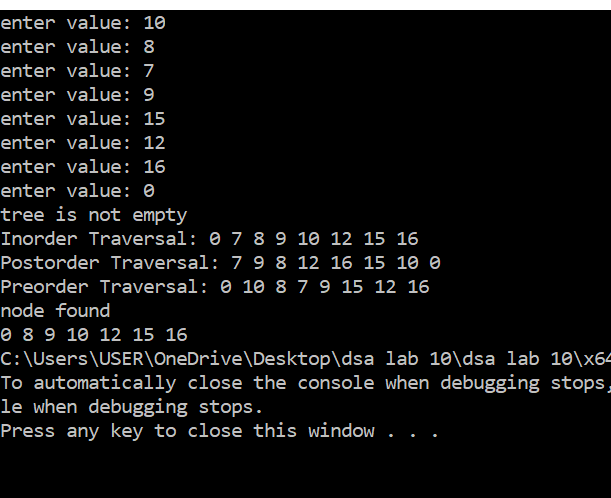 enter value: 10
enter value: 8
enter value: 7
enter value: 9
enter value: 15
enter value: 12
enter value: 16
enter value: 0
tree is not empty
Inorder Traversal: 0 7 8 9 10 12 15 16
Postorder Traversal: 7 9 8 12 16 15 10 0
Preorder Traversal: 0 10 8 7 9 15 12 16
node found
0 8 9 10 12 15 16
C:\Users\USER\OneDrive\Desktop\dsa lab 10\dsa lab 10\x64
To automatically close the console when debugging stops,
le when debugging stops.
Press any key to close this window . . .